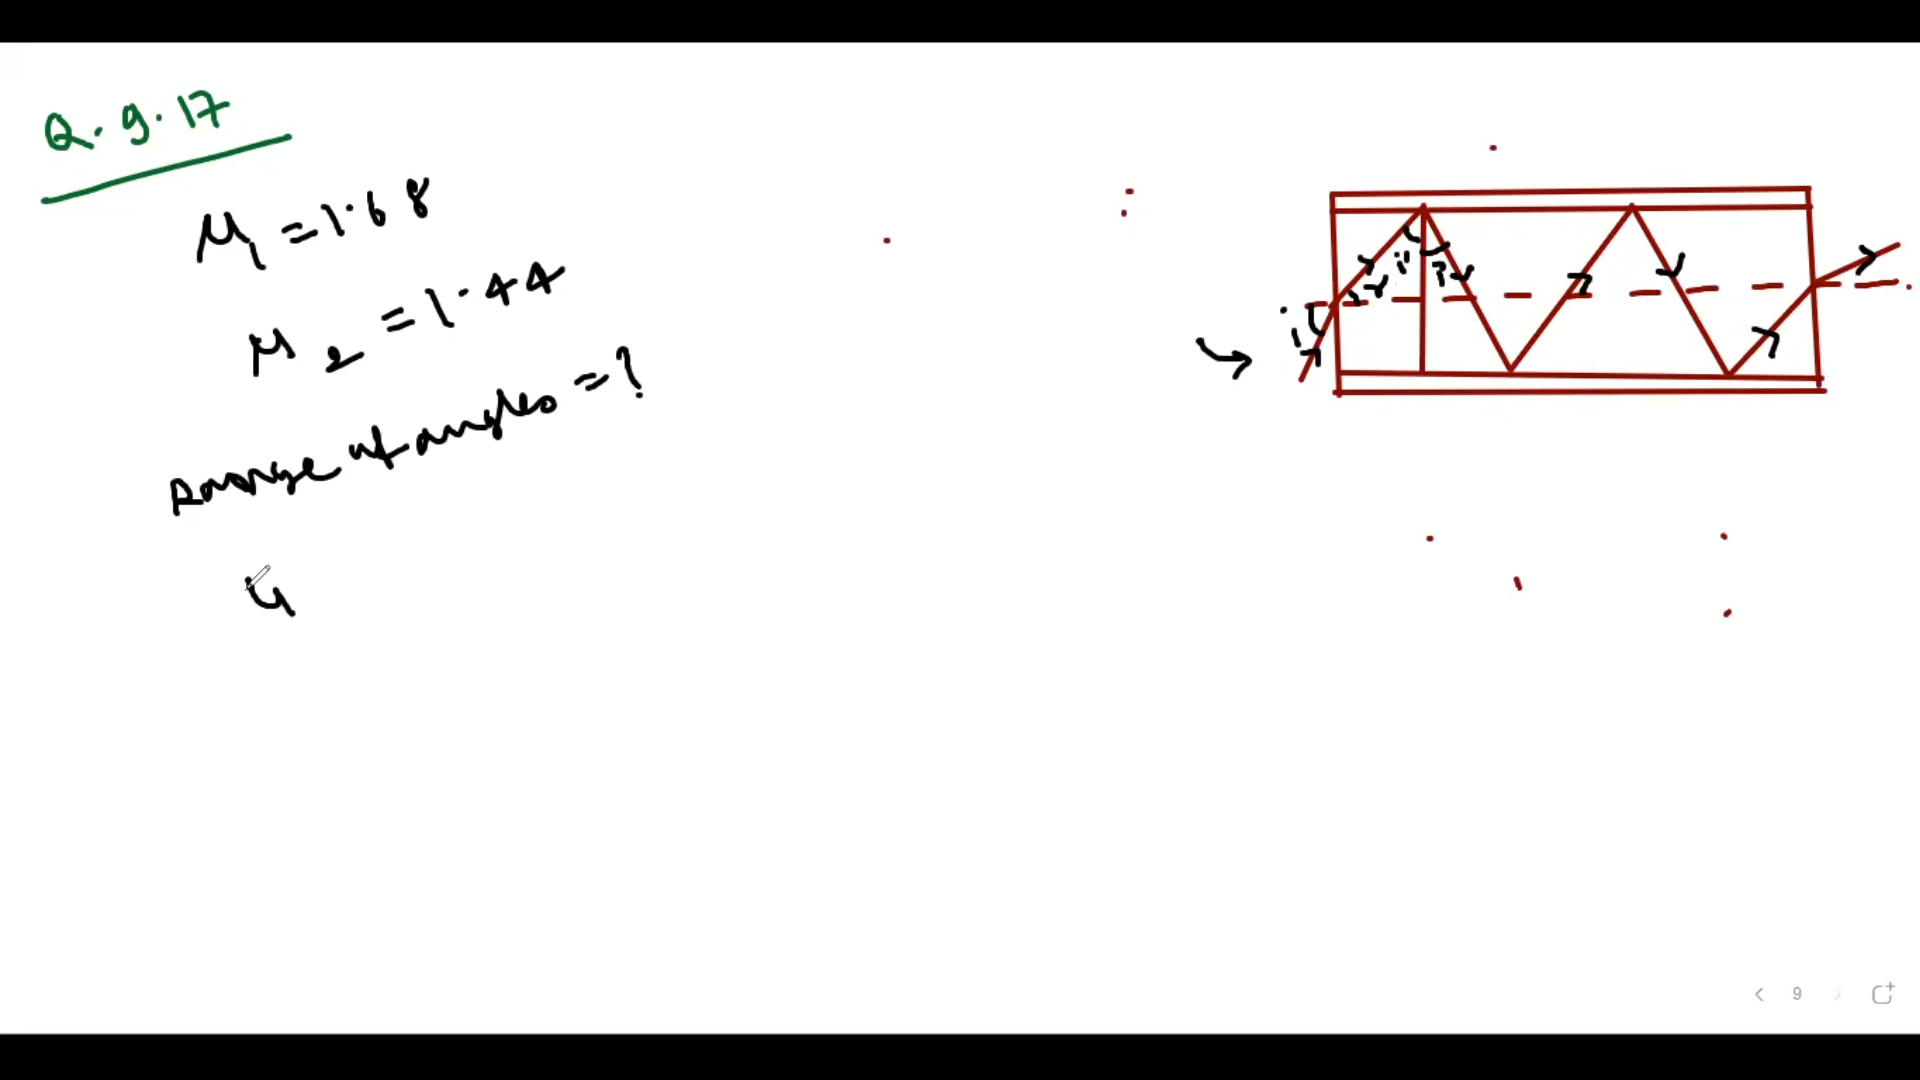 Q. 9.17
μ1 = 1.68
μ2 = 1.44
Range of angles = ?
i
r
i'
9